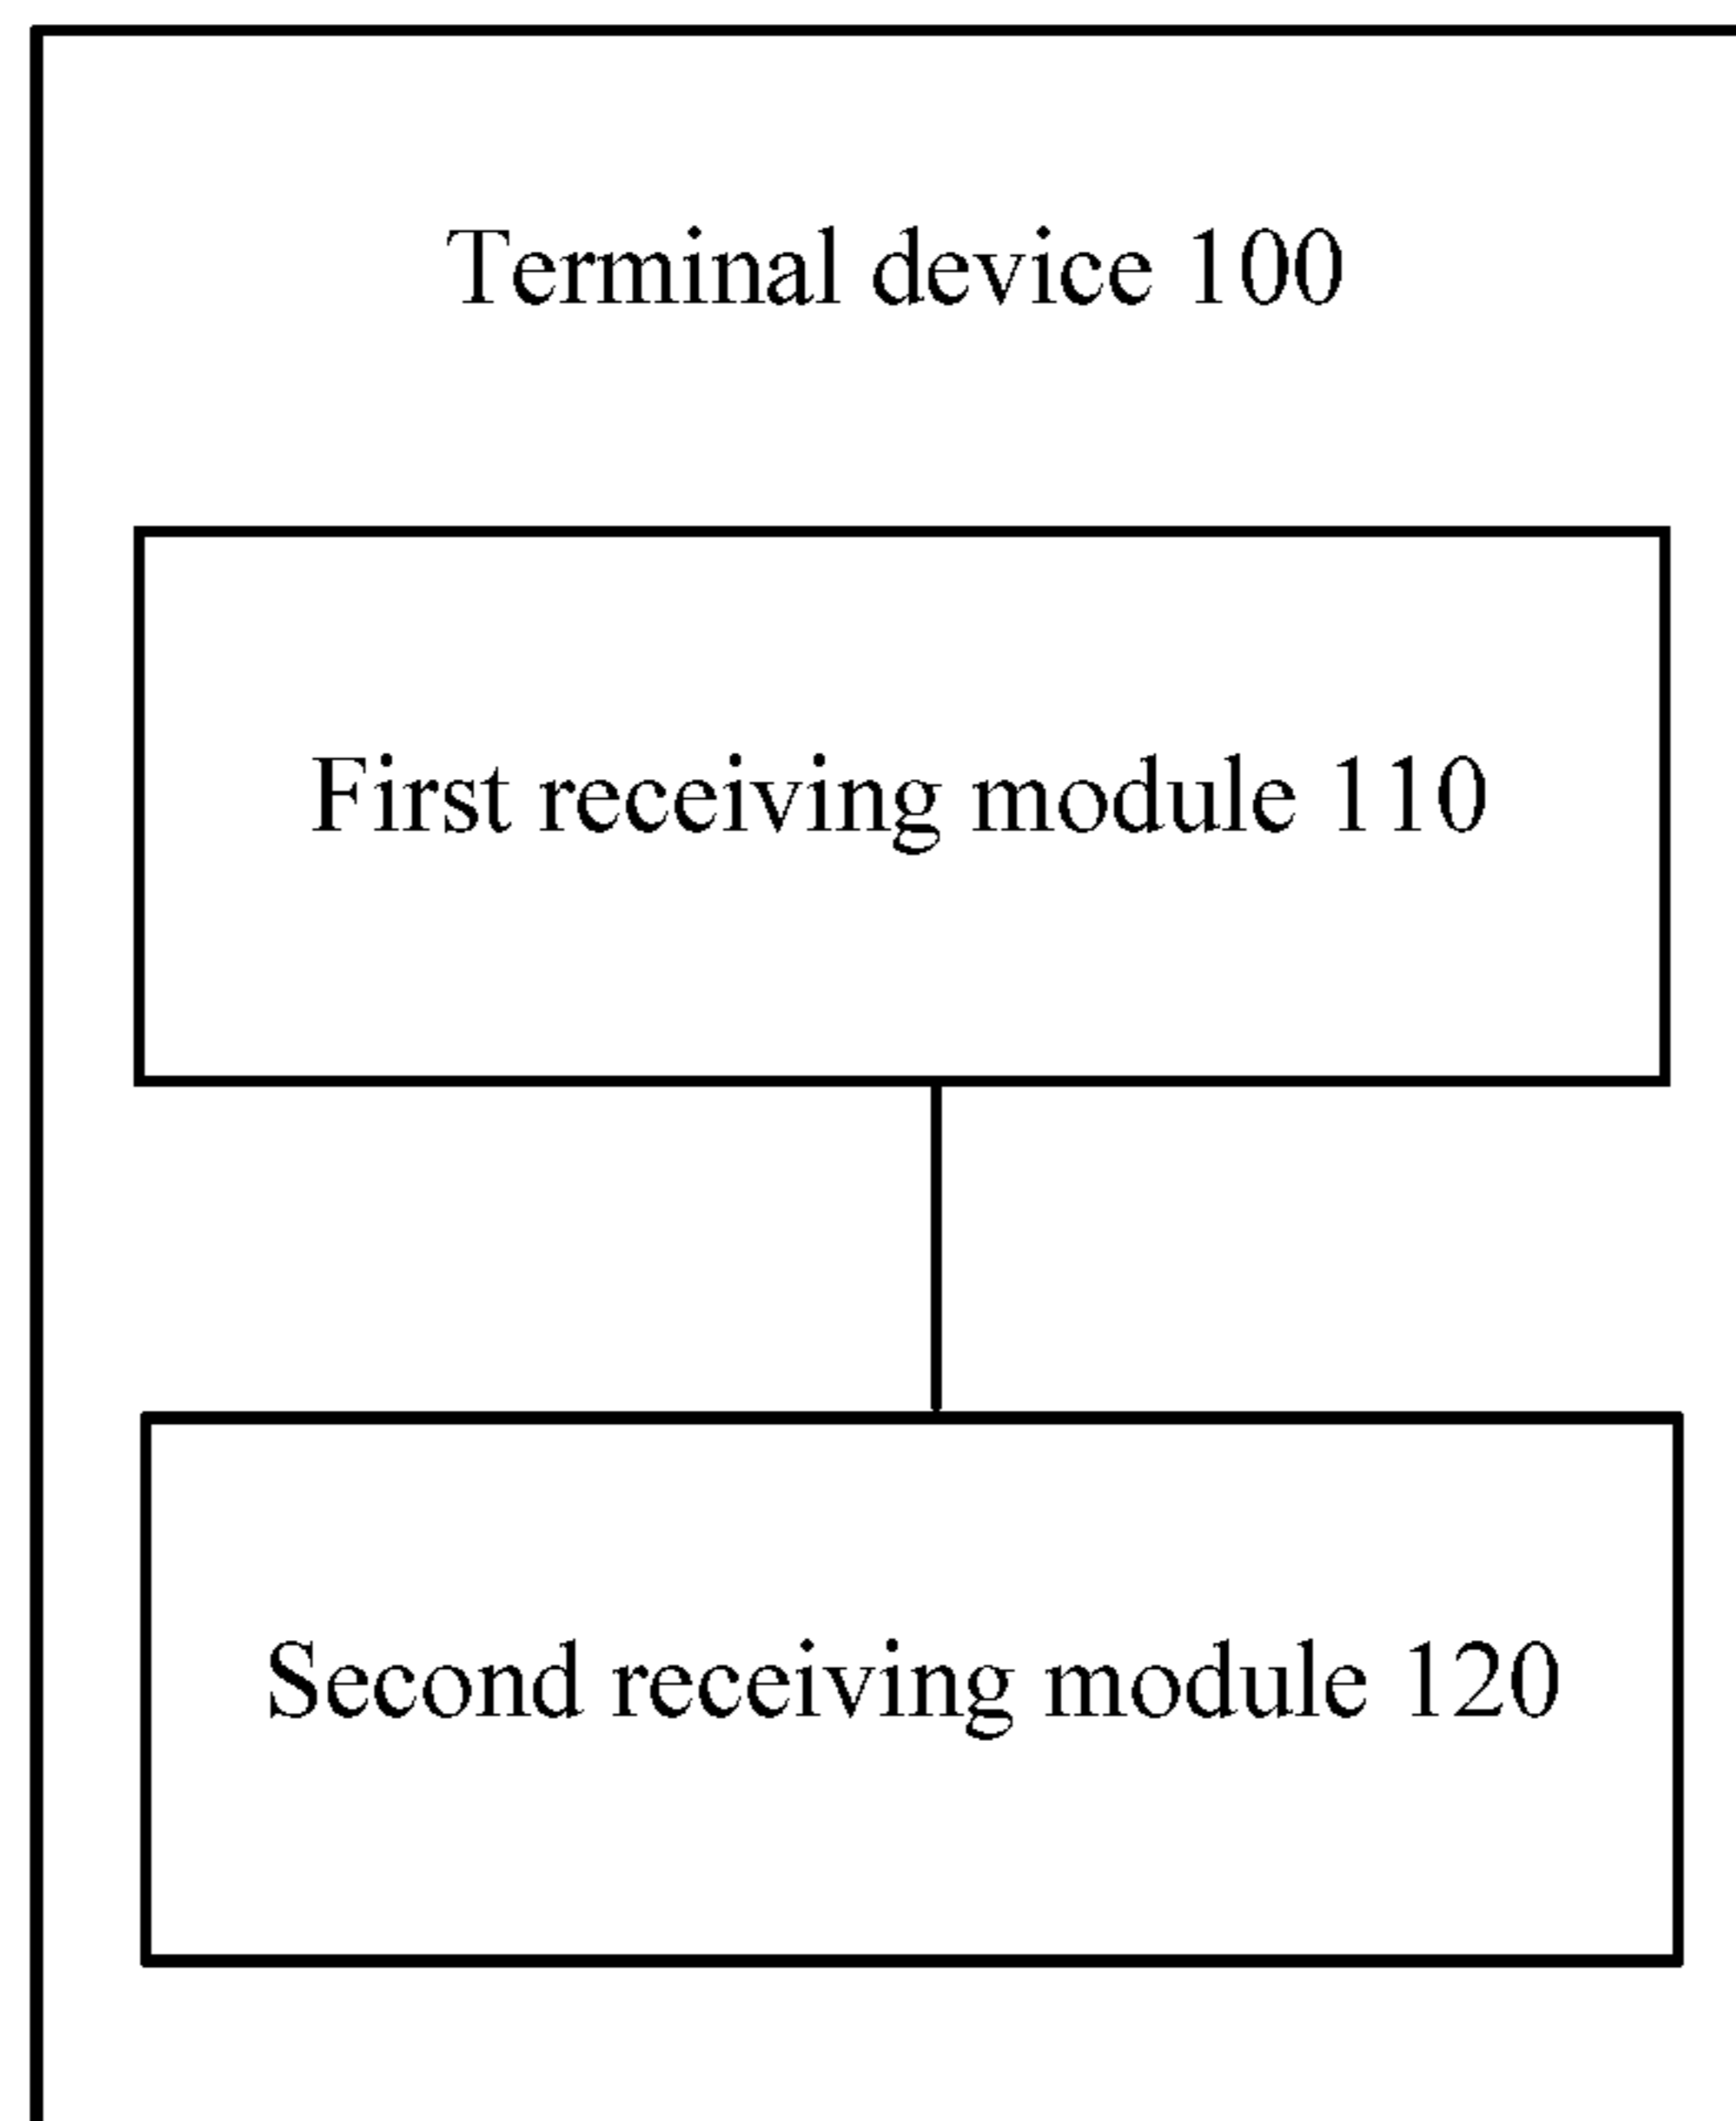 Terminal device 100
First receiving module 110
Second receiving module 120